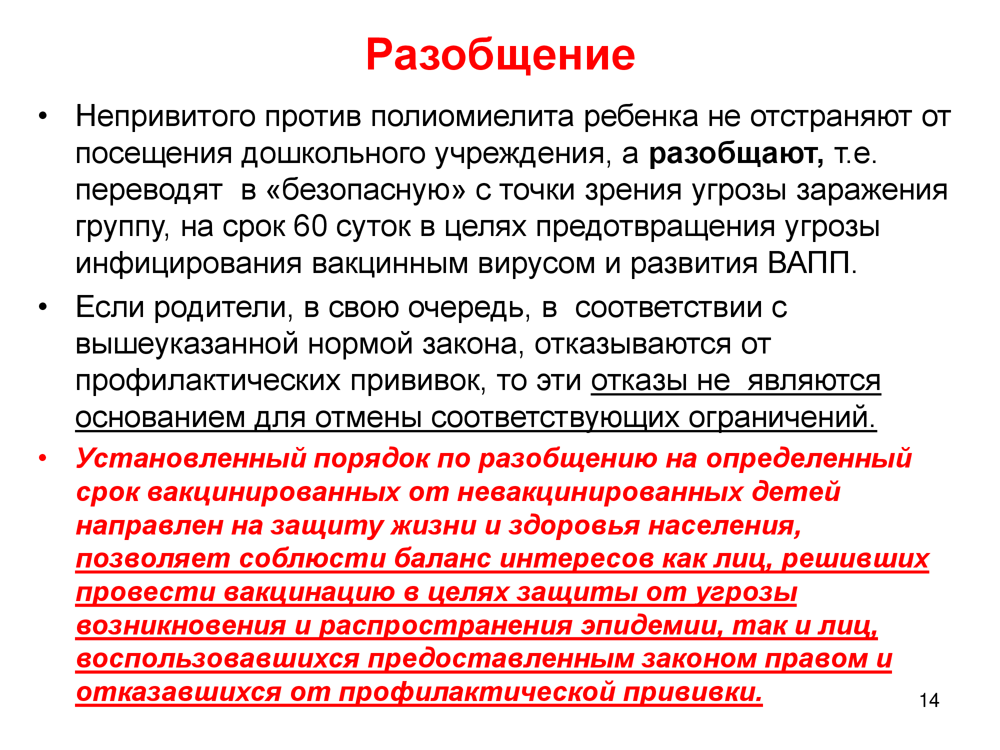 Разобщение
• Непривитого против полиомиелита ребенка не отстраняют от
посещения дошкольного учреждения, а разобщают, т.е.
переводят в «безопасную» с точки зрения угрозы заражения
группу, на срок 60 суток в целях предотвращения угрозы
инфицирования вакцинным вирусом и развития ВАПП.
• Если родители, в свою очередь, в соответствии с
вышеуказанной нормой закона, отказываются от
профилактических прививок, то эти отказы не являются
основанием для отмены соответствующих ограничений.
• Установленный порядок по разобщению на определенный
срок вакцинированных от невакцинированных детей
направлен на защиту жизни и здоровья населения,
позволяет соблюсти баланс интересов как лиц, решивших
провести вакцинацию в целях защиты от угрозы
возникновения и распространения эпидемии, так и лиц,
воспользовавшихся предоставленным законом правом и
отказавшихся от профилактической прививки.
14